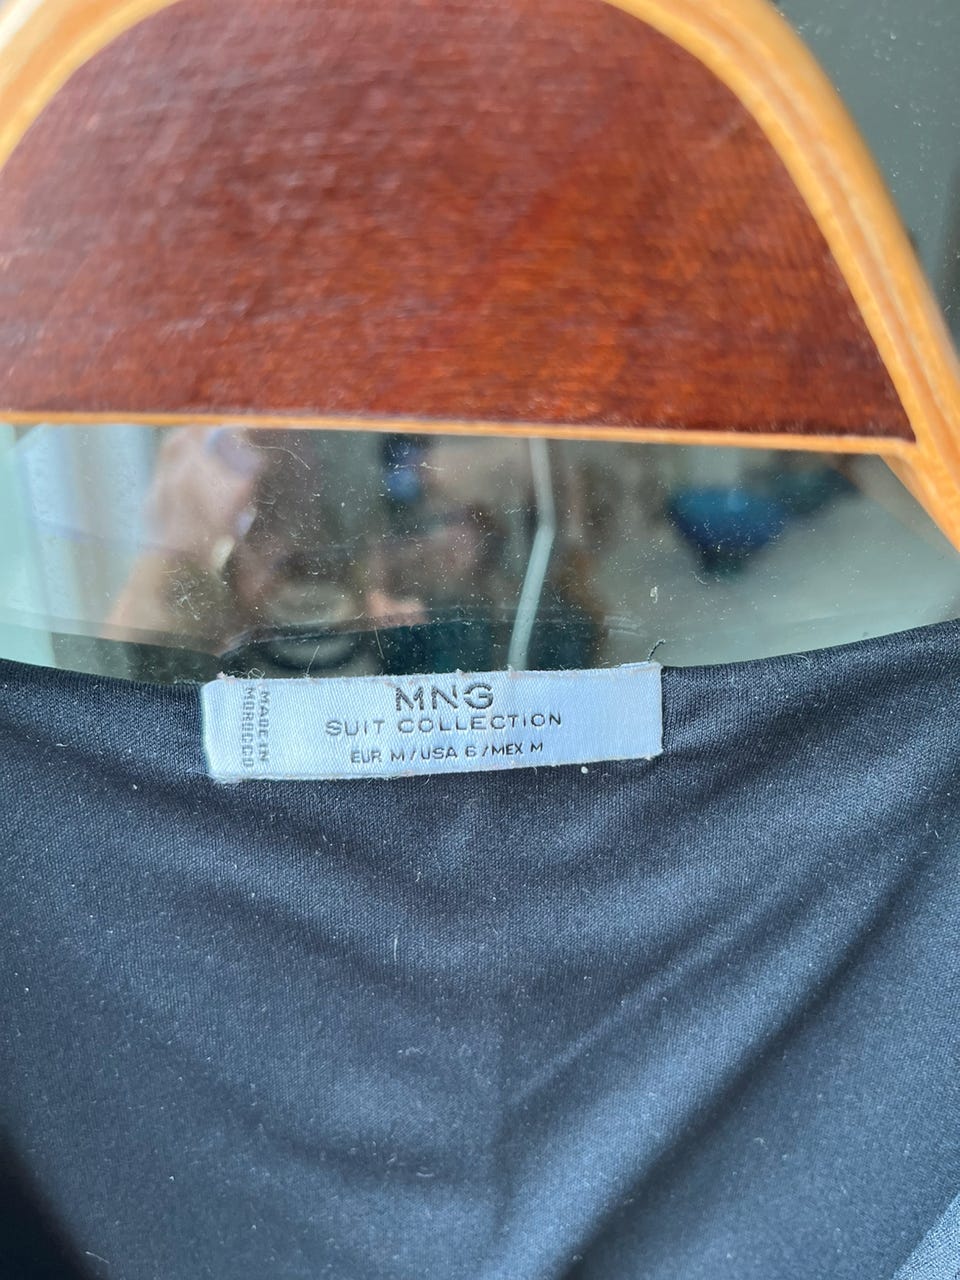 MNG
SUIT COLLECTION
EUR M / USA 6 / MEX M
MADE IN
MOROCCO